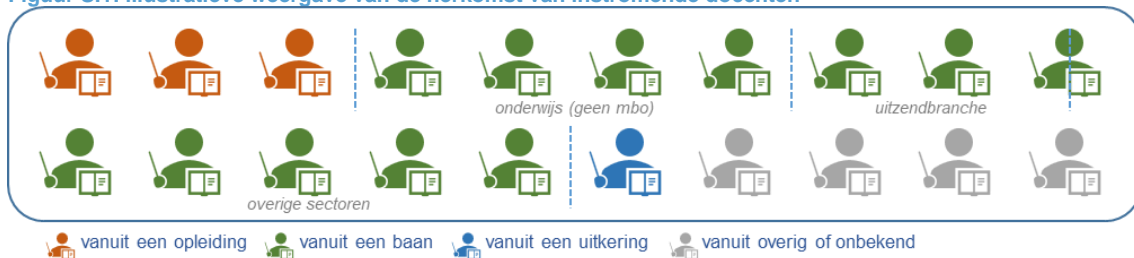 onderwijs (geen mbo)
uitzendbranche
overige sectoren
vanuit een opleiding
vanuit een baan
vanuit een uitkering
vanuit overig of onbekend